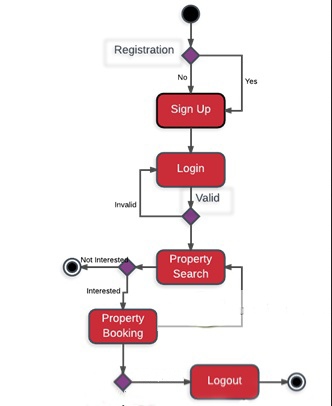 Registration
No
Yes
Sign Up
Login
Valid
Invalid
Property
Search
Not Interested
Interested
Property
Booking
Logout